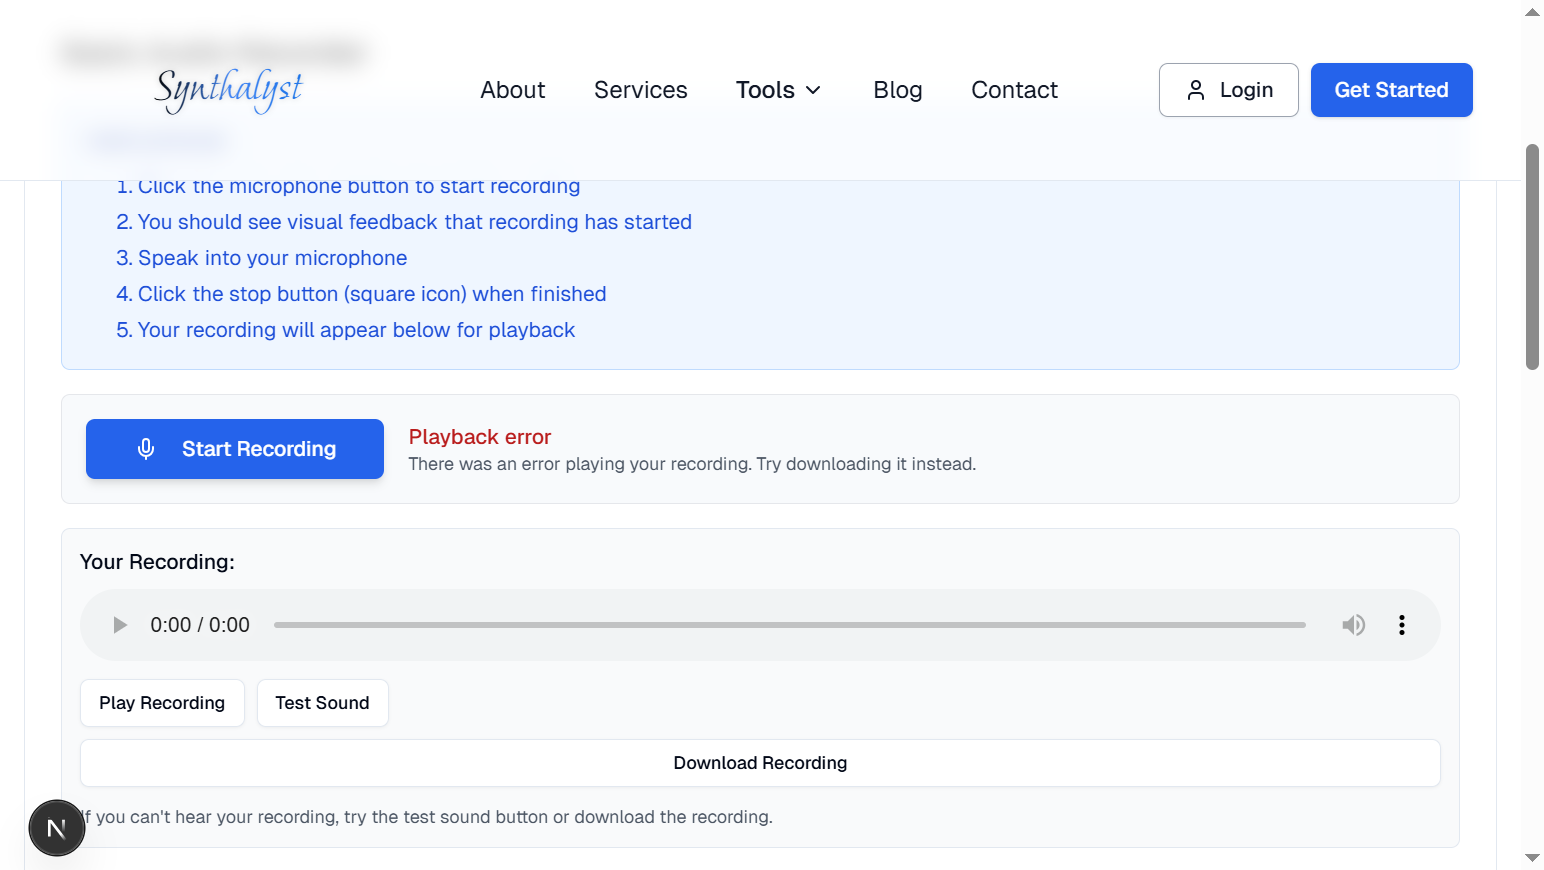 Synthalyst
About
Services
Tools
Blog
Contact
Login
Get Started
1. Click the microphone button to start recording
2. You should see visual feedback that recording has started
3. Speak into your microphone
4. Click the stop button (square icon) when finished
5. Your recording will appear below for playback
Start Recording
Playback error
There was an error playing your recording. Try downloading it instead.
Your Recording:
0:00 / 0:00
Play Recording
Test Sound
Download Recording
N
If you can't hear your recording, try the test sound button or download the recording.